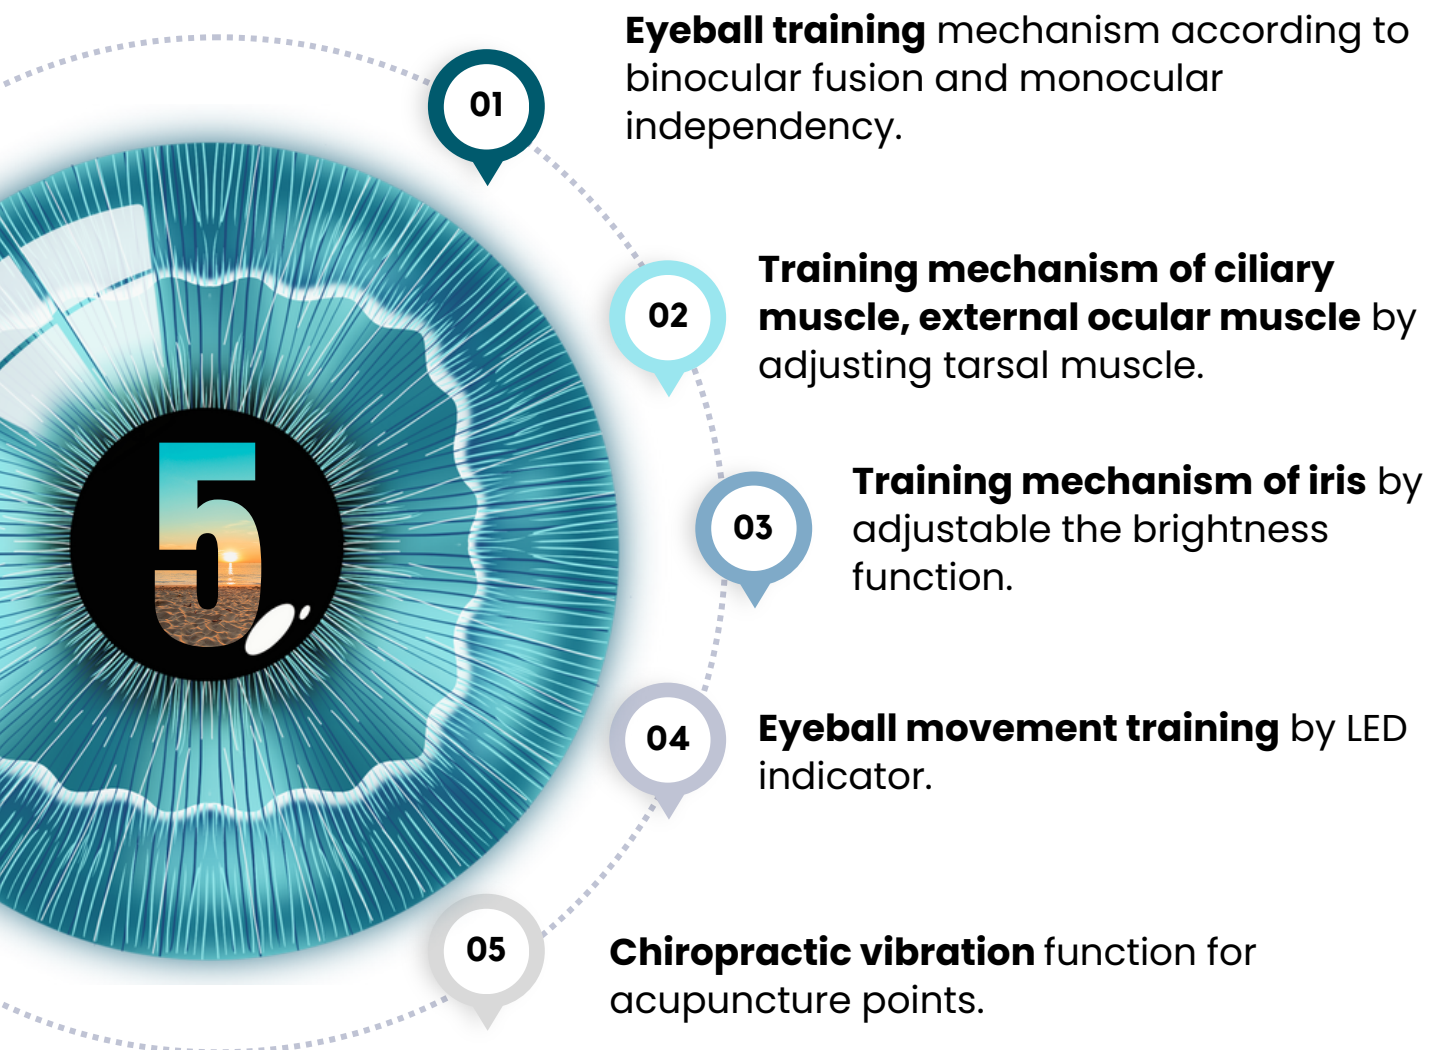 01
Eyeball training mechanism according to
binocular fusion and monocular
independency.
02
Training mechanism of ciliary
muscle, external ocular muscle by
adjusting tarsal muscle.
5
03
Training mechanism of iris by
adjustable the brightness
function.
04
Eyeball movement training by LED
indicator.
05
Chiropractic vibration function for
acupuncture points.